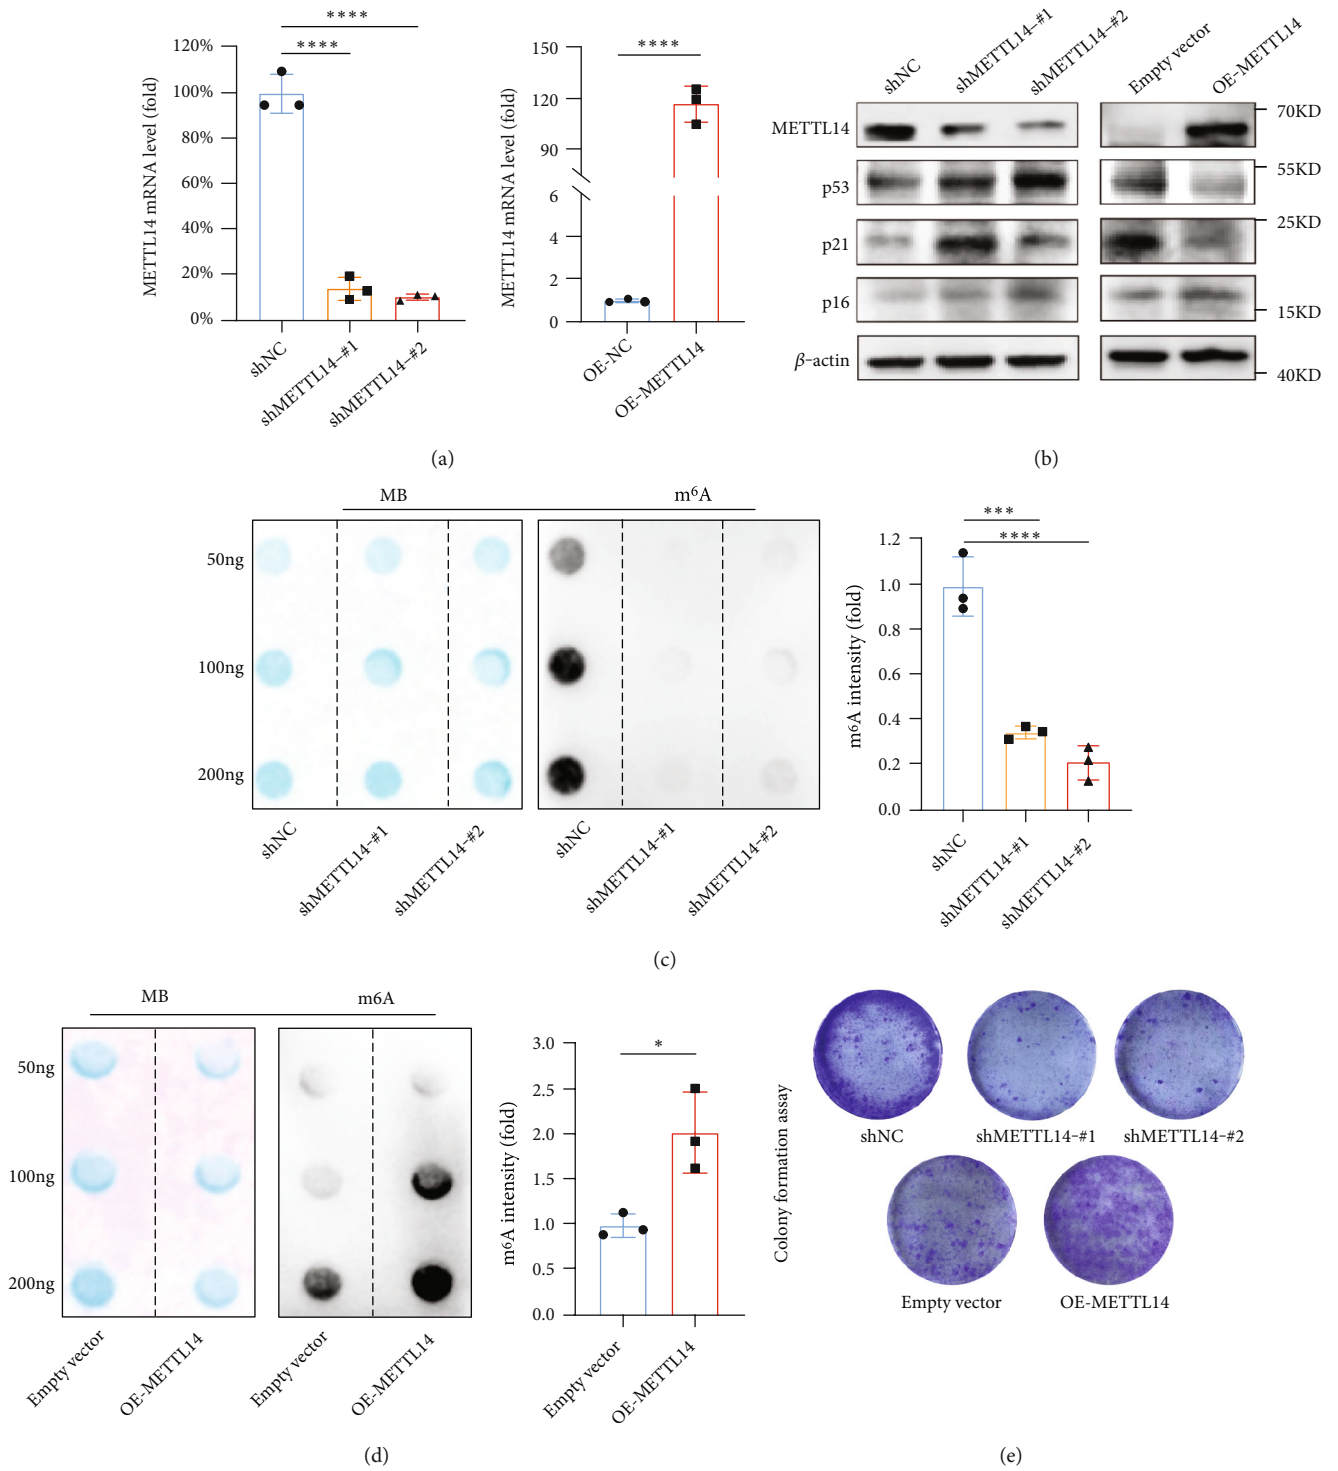 ****
****
120%
100%
80%
60%
40%
20%
0%
METTL14 mRNA level (fold)
shNC
shMETTL14-#1
shMETTL14-#2
****
150
120
90
6
4
2
0
METTL14 mRNA level (fold)
OE-NC
OE-METTL14
(a)
shNC
shMETTL14-#1
shMETTL14-#2
Empty vector
OE-METTL14
METTL14
p53
p21
p16
β-actin
70KD
55KD
25KD
15KD
40KD
(b)
MB
m⁶A
50ng
100ng
200ng
shNC
shMETTL14-#1
shMETTL14-#2
shNC
shMETTL14-#1
shMETTL14-#2
***
****
1.2
1.0
0.8
0.6
0.4
0.2
0.0
m⁶A intensity (fold)
shNC
shMETTL14-#1
shMETTL14-#2
(c)
MB
m6A
50ng
100ng
200ng
Empty vector
OE-METTL14
Empty vector
OE-METTL14
*
3.0
2.5
2.0
1.5
1.0
0.5
0.0
m⁶A intensity (fold)
Empty vector
OE-METTL14
(d)
Colony formation assay
shNC
shMETTL14-#1
shMETTL14-#2
Empty vector
OE-METTL14
(e)